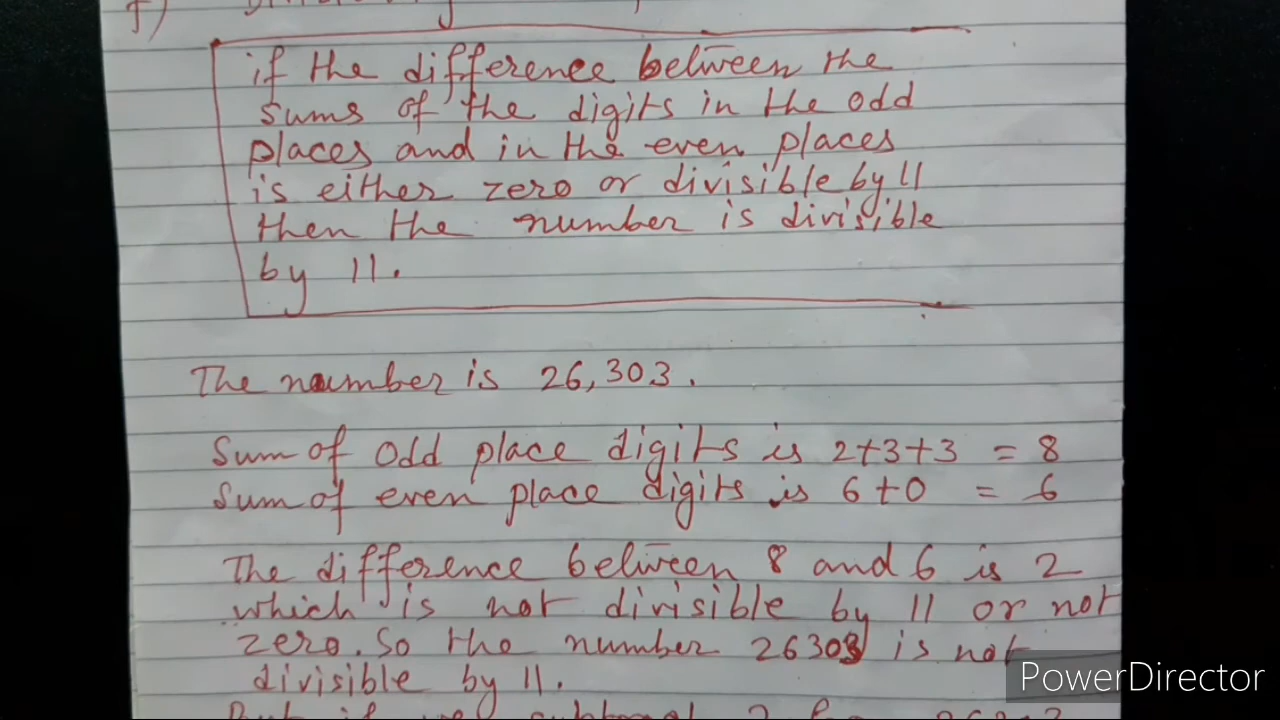 f)
if the difference between the
sums of the digits in the odd
places and in the even places
is either zero or divisible by 11
then the number is divisible
by 11.
The number is 26,303.
Sum of odd place digits is 2+3+3 = 8
Sum of even place digits is 6+0 = 6
The difference between 8 and 6 is 2
which is not divisible by 11 or not
zero. So the number 26303 is not
divisible by 11.
PowerDirector